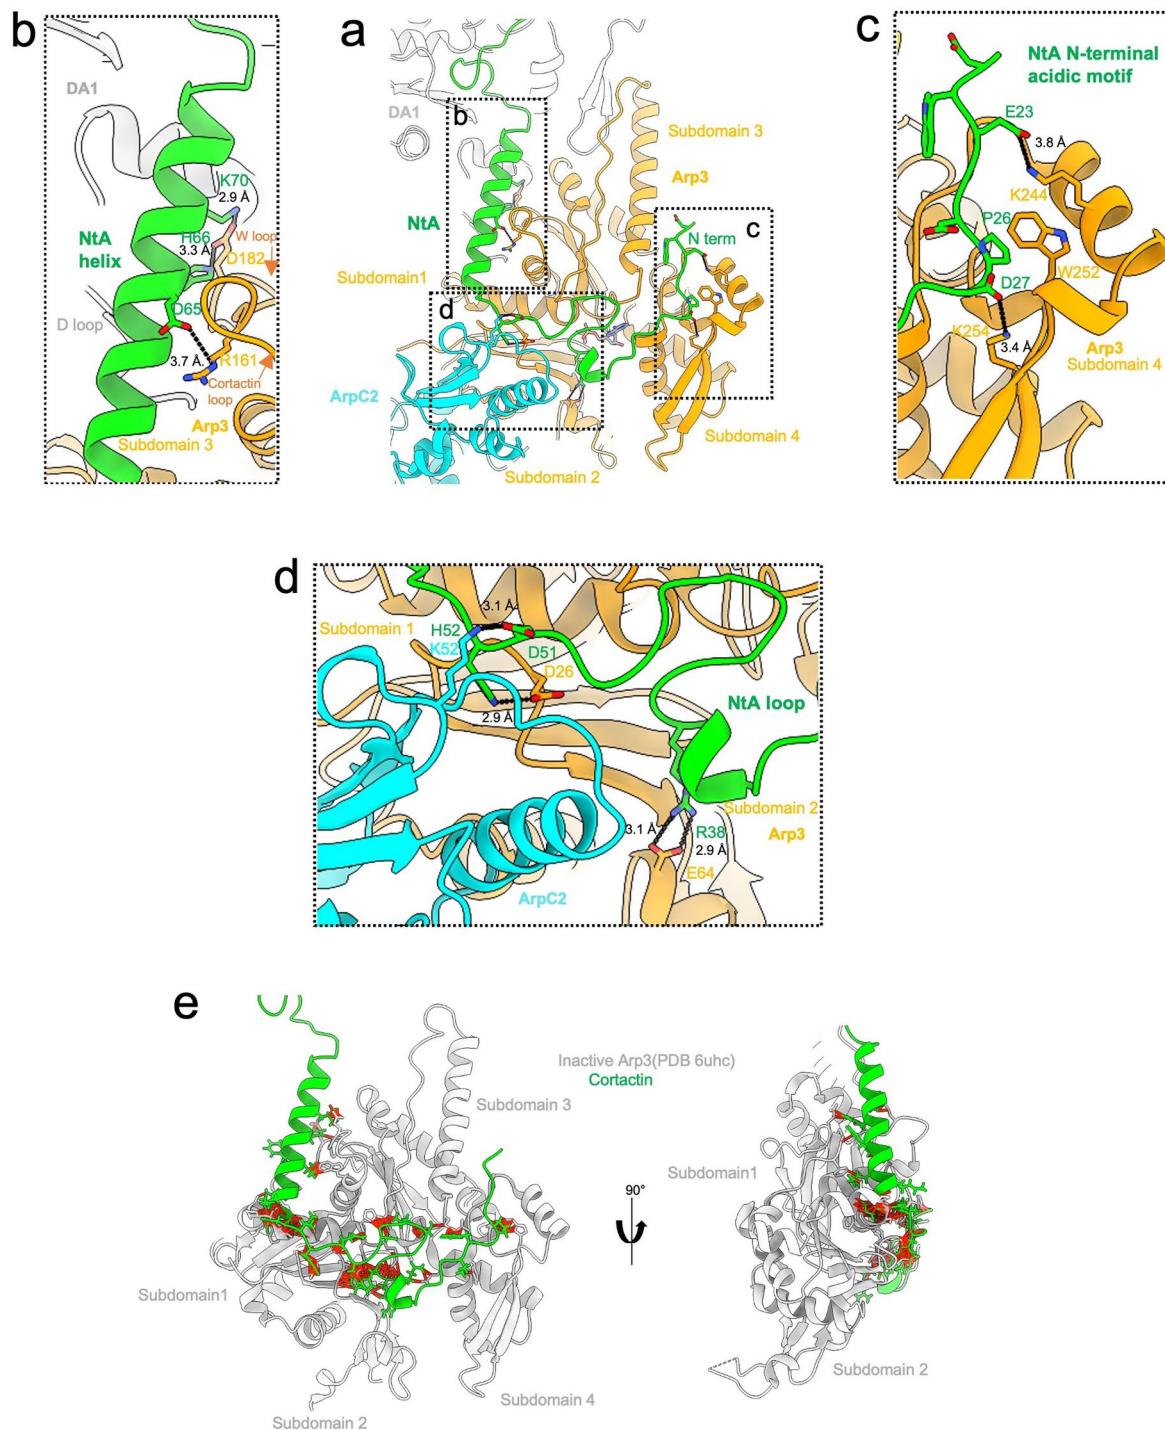 b
DA1
K70
2.9 Å
NtA
helix
H66
3.3 Å
W loop
D182
D65
D loop
3.7 Å
R161
Cortactin
loop
Arp3
Subdomain 3
a
DA1
b
Subdomain 3
Arp3
NtA
c
N term
Subdomain1
d
ArpC2
Subdomain 4
Subdomain 2
c
NtA N-terminal
acidic motif
E23
3.8 Å
K244
P26
W252
D27
K254
3.4 Å
Arp3
Subdomain 4
d
3.1 Å
Subdomain 1
H52
K52
D51
D26
NtA loop
2.9 Å
Subdomain 2
3.1 Å
R38
Arp3
2.9 Å
E64
ArpC2
e
Inactive Arp3(PDB 6uhc)
Cortactin
Subdomain 3
Subdomain1
90°
Subdomain1
Subdomain 2
Subdomain 4
Subdomain 2